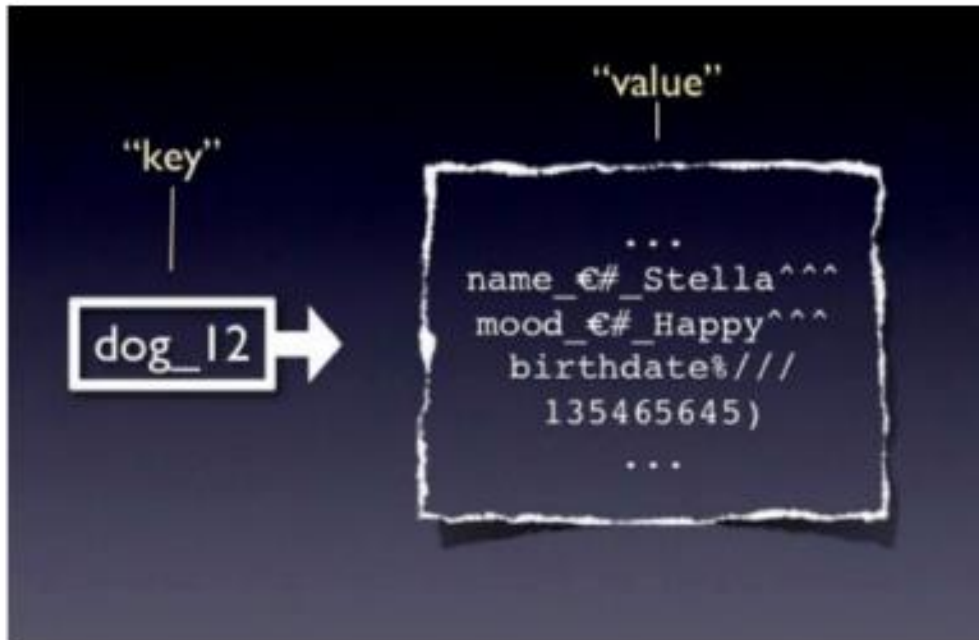 “value”
“key”
...
name_€#_Stella^^^
mood_€#_Happy^^^
birthdate%///
135465645)
...
dog_12